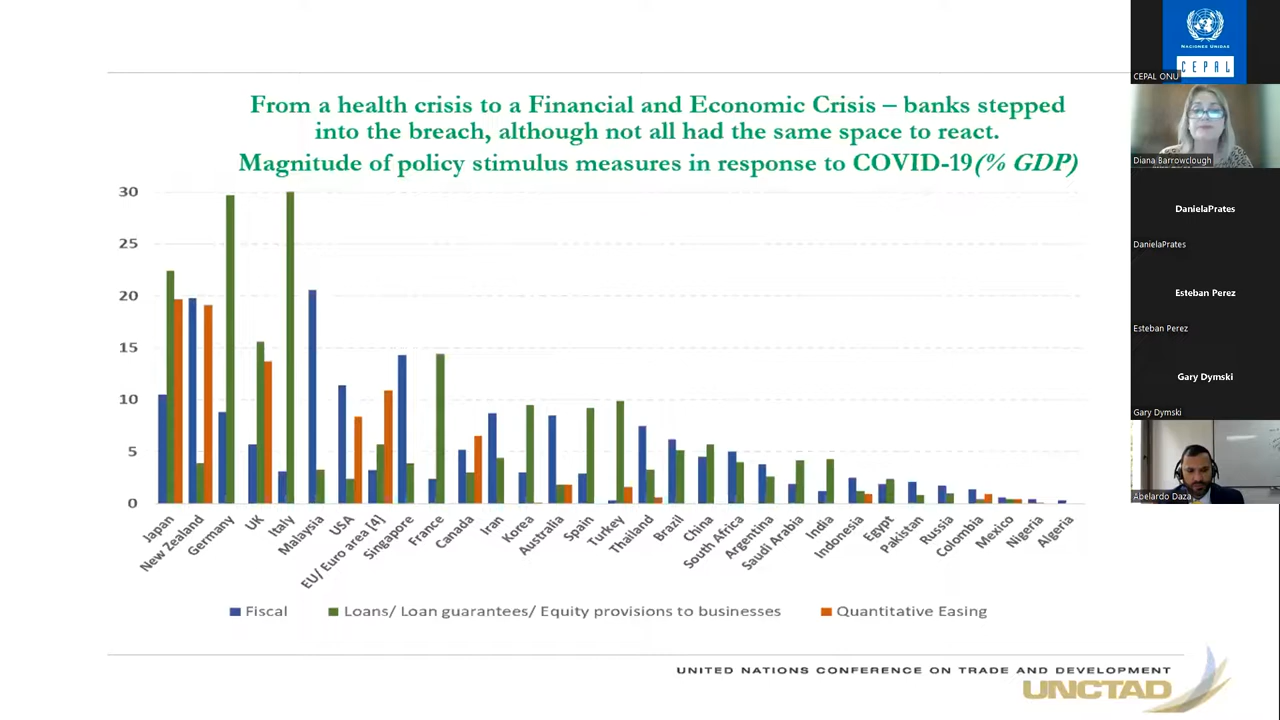 From a health crisis to a Financial and Economic Crisis – banks stepped
into the breach, although not all had the same space to react.
Magnitude of policy stimulus measures in response to COVID-19(% GDP)
30
25
20
15
10
5
0
Japan
New Zealand
Germany
UK
Italy
Malaysia
USA
EU/ Euro area [4]
Singapore
France
Canada
Iran
Korea
Australia
Spain
Turkey
Thailand
Brazil
China
South Africa
Argentina
Saudi Arabia
India
Indonesia
Egypt
Pakistan
Russia
Colombia
Mexico
Nigeria
Algeria
Fiscal
Loans/ Loan guarantees/ Equity provisions to businesses
Quantitative Easing
UNITED NATIONS CONFERENCE ON TRADE AND DEVELOPMENT
UNCTAD
NACIONES UNIDAS
CEPAL
CEPAL ONU
Diana Barrowclough
DanielaPrates
DanielaPrates
Esteban Perez
Esteban Perez
Gary Dymski
Gary Dymski
Abelardo Daza